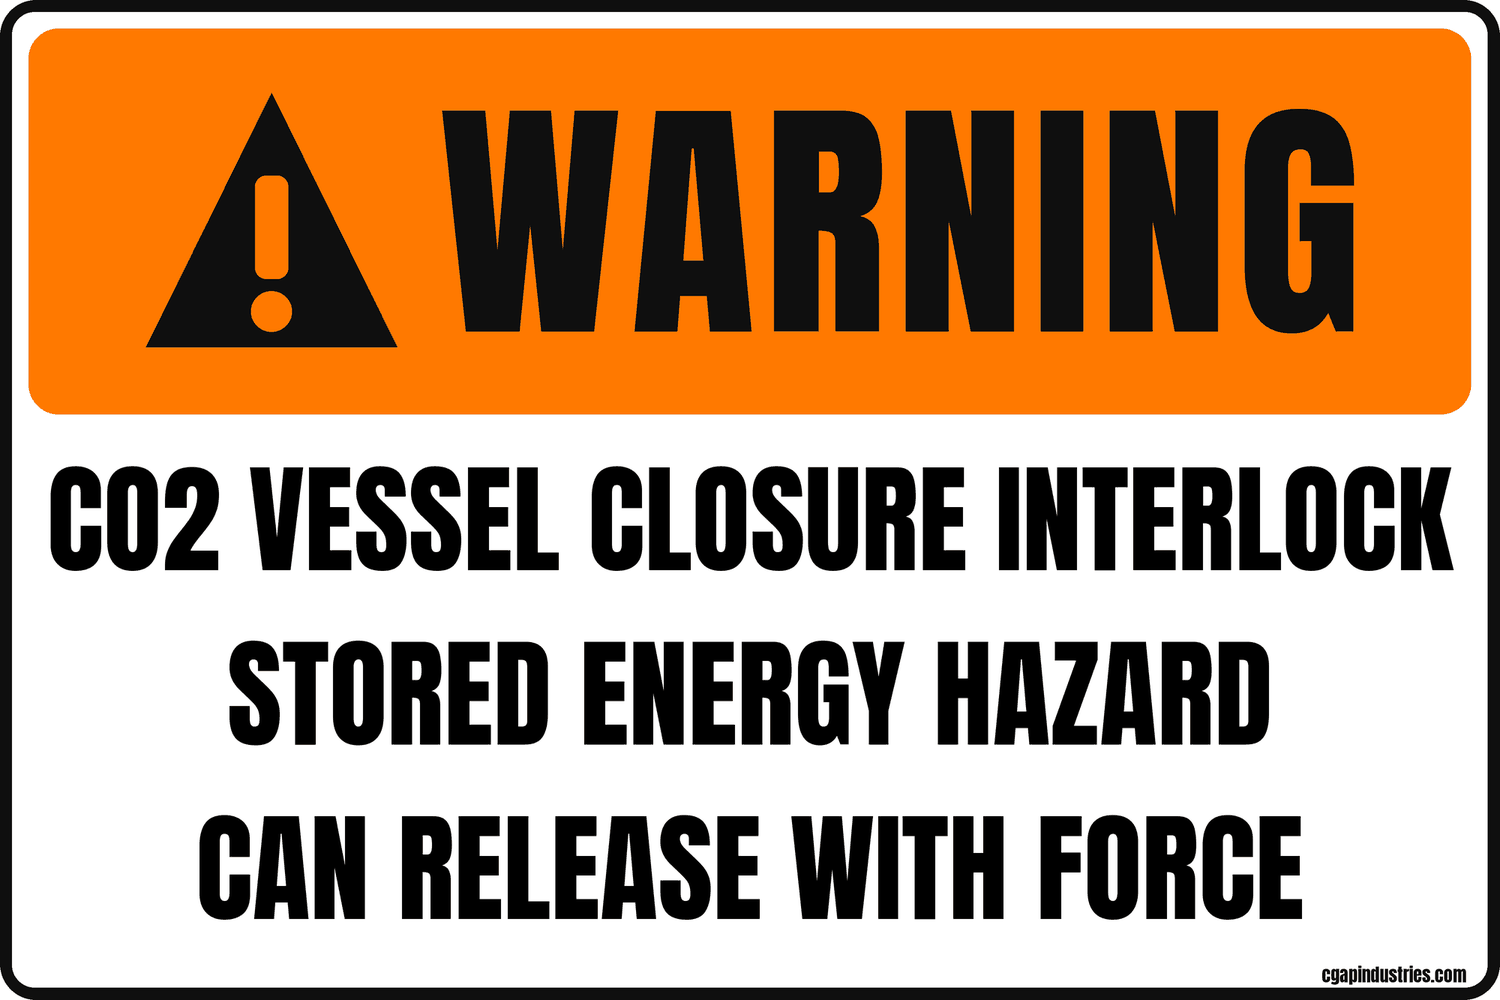 WARNING
CO2 VESSEL CLOSURE INTERLOCK
STORED ENERGY HAZARD
CAN RELEASE WITH FORCE
cgapindustries.com